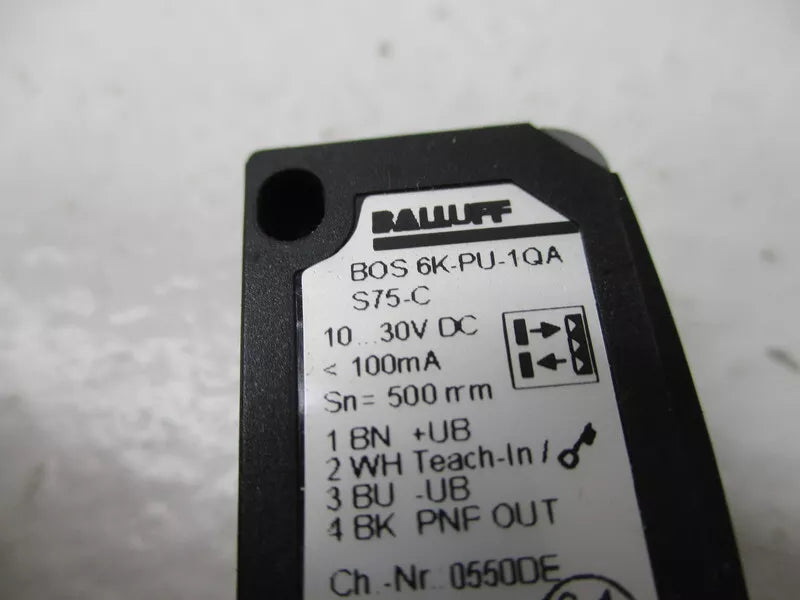 BALLUFF
BOS 6K-PU-1QA
S75-C
10...30V DC
< 100mA
Sn = 500 mm
1 BN +UB
2 WH Teach-In /
3 BU -UB
4 BK PNP OUT
Ch.-Nr.: 0550DE